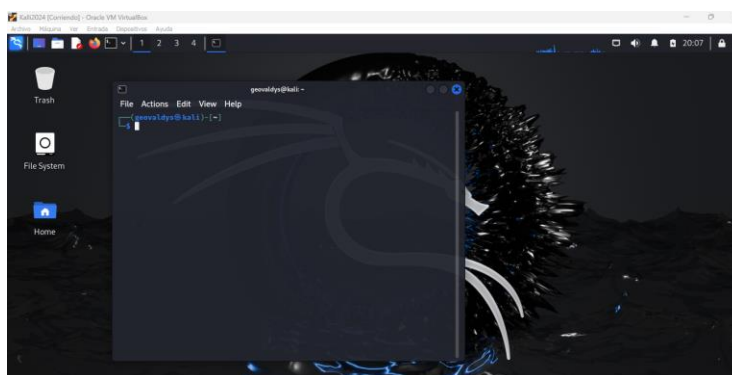 Kali2024 [Corriendo] - Oracle VM VirtualBox
Archivo Máquina Ver Entrada Dispositivos Ayuda
1 2 3 4 20:07
Trash
File System
Home
geovaldys@kali: ~
File Actions Edit View Help
(geovaldys㉿kali)-[~]
$